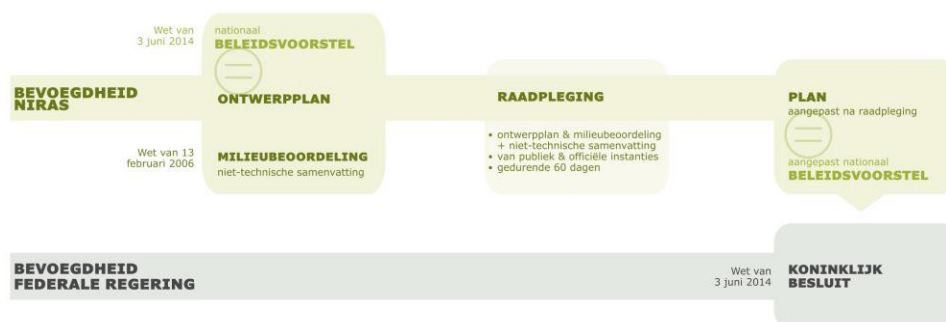 Wet van
3 juni 2014
nationaal
BELEIDSVOORSTEL
BEVOEGDHEID
NIRAS
ONTWERPPLAN
Wet van 13
februari 2006
MILIEUBEOORDELING
niet-technische samenvatting
RAADPLEGING
• ontwerpplan & milieubeoordeling
+ niet-technische samenvatting
• van publiek & officiële instanties
• gedurende 60 dagen
PLAN
aangepast na raadpleging
aangepast nationaal
BELEIDSVOORSTEL
BEVOEGDHEID
FEDERALE REGERING
Wet van
3 juni 2014
KONINKLIJK
BESLUIT